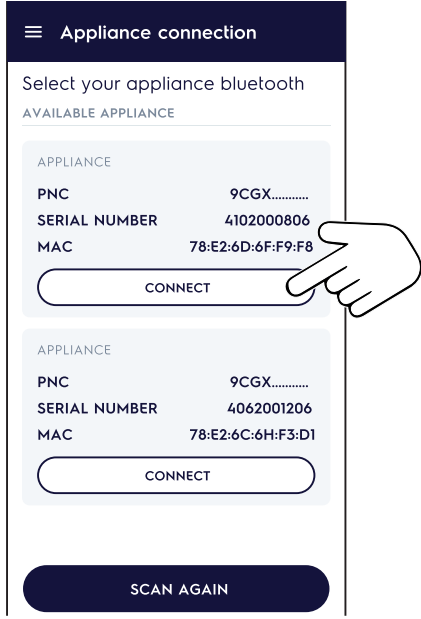 Appliance connection
Select your appliance bluetooth
AVAILABLE APPLIANCE
APPLIANCE
PNC 9CGX...........
SERIAL NUMBER 4102000806
MAC 78:E2:6D:6F:F9:F8
CONNECT
APPLIANCE
PNC 9CGX...........
SERIAL NUMBER 4062001206
MAC 78:E2:6C:6H:F3:D1
CONNECT
SCAN AGAIN